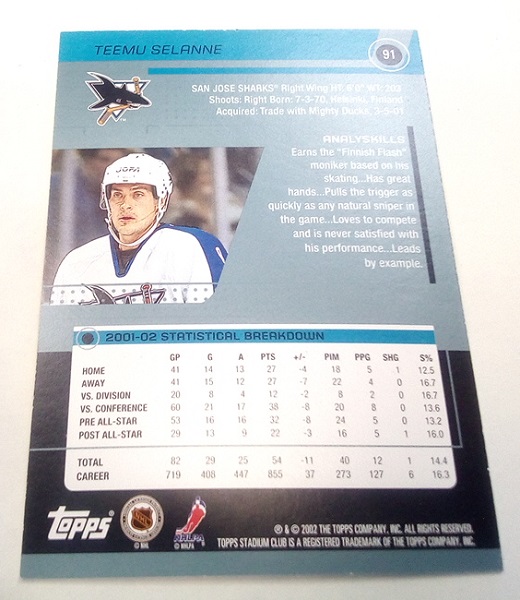 TEEMU SELANNE
91
SAN JOSE SHARKS® Right Wing HT: 6'0" WT: 203
Shoots: Right Born: 7-3-70, Helsinki, Finland
Acquired: Trade with Mighty Ducks, 3-5-01
ANALYSKILLS
Earns the "Finnish Flash"
moniker based on his
skating...Has great
hands...Pulls the trigger as
quickly as any natural sniper in
the game...Loves to compete
and is never satisfied with
his performance...Leads
by example.
JOFA
2001-02 STATISTICAL BREAKDOWN
GP G A PTS +/- PIM PPG SHG S%
HOME 41 14 13 27 -4 18 5 1 12.5
AWAY 41 15 12 27 -7 22 4 0 16.7
VS. DIVISION 20 8 4 12 -2 8 2 0 16.7
VS. CONFERENCE 60 21 17 38 -8 20 8 0 13.6
PRE ALL-STAR 53 16 16 32 -8 24 5 0 13.2
POST ALL-STAR 29 13 9 22 -3 16 5 1 16.0
TOTAL 82 29 25 54 -11 40 12 1 14.4
CAREER 719 408 447 855 37 273 127 6 16.3
topps®
NHL
© NHL
NHLPA
© NHLPA
® & © 2002 THE TOPPS COMPANY, INC. ALL RIGHTS RESERVED.
TOPPS STADIUM CLUB IS A REGISTERED TRADEMARK OF THE TOPPS COMPANY, INC.